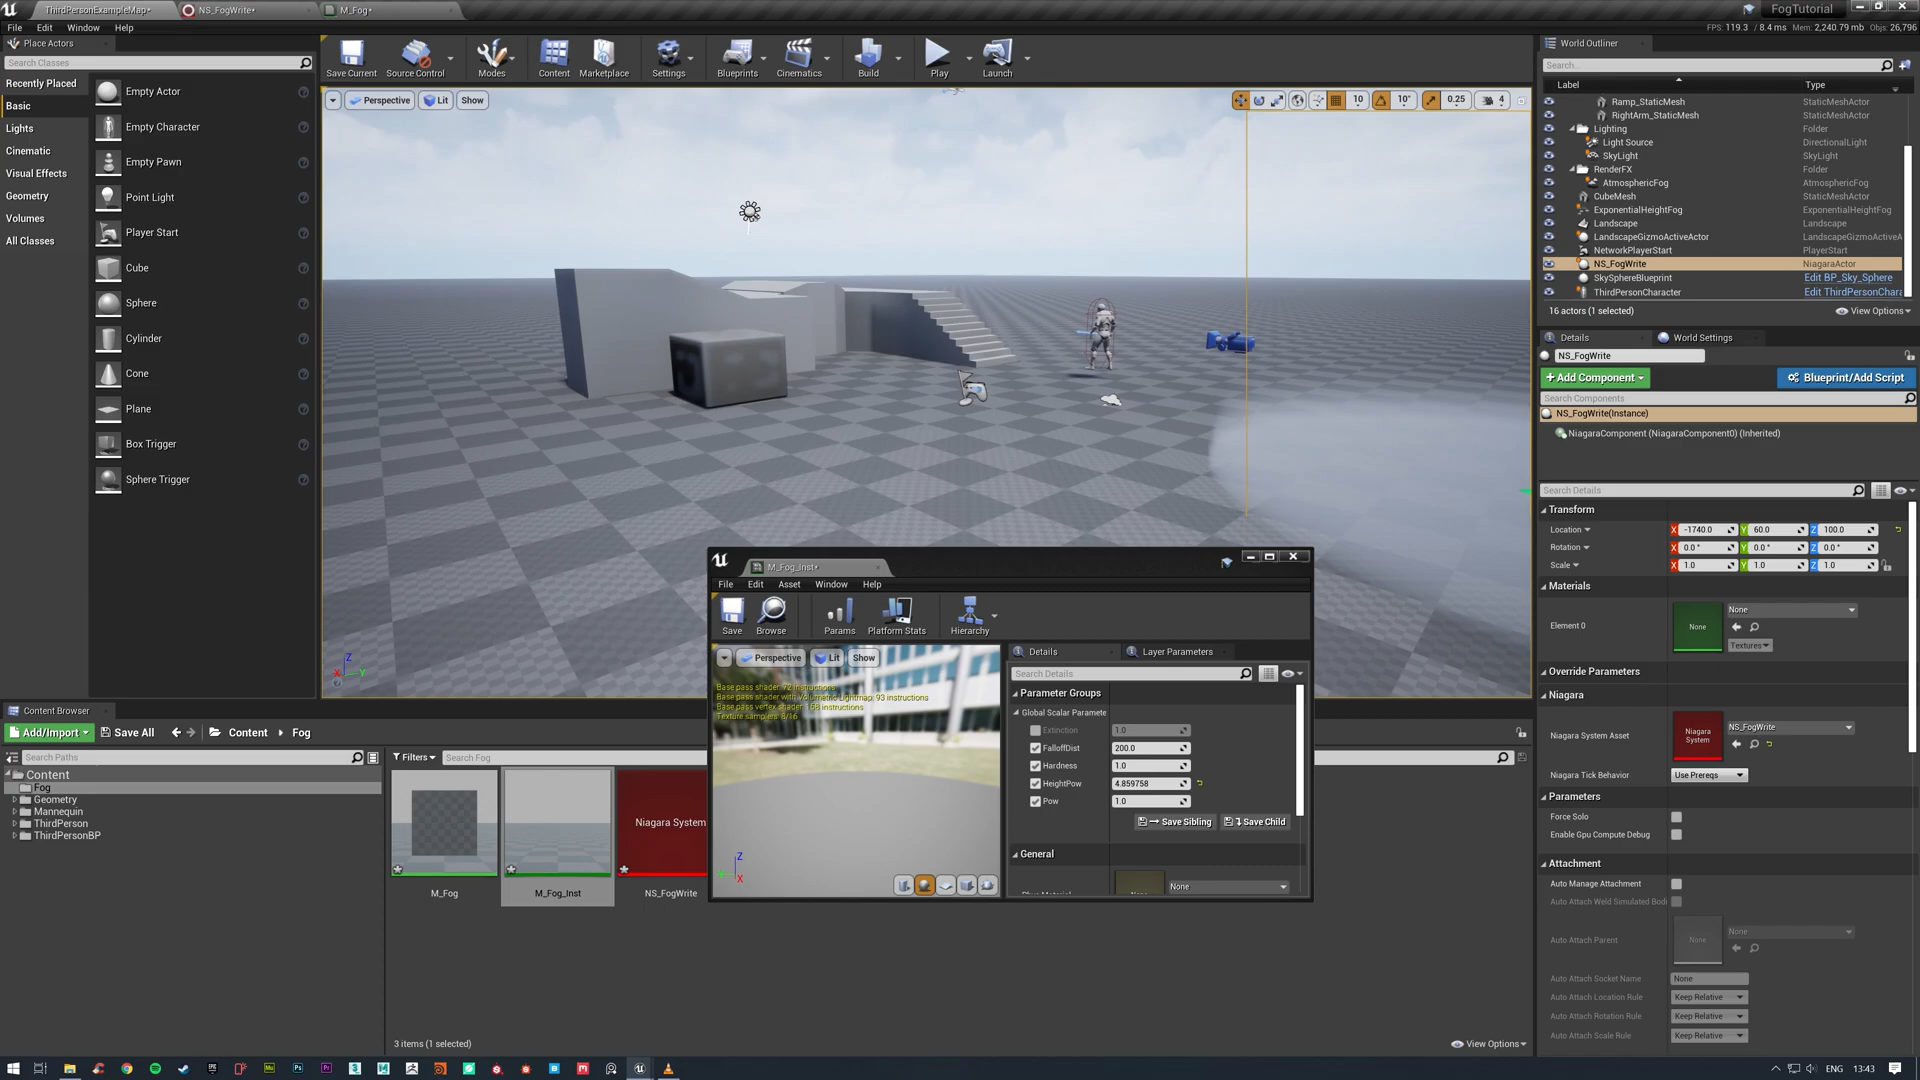 ThirdPersonExampleMap*
NS_FogWrite*
M_Fog*
FogTutorial
File Edit Window Help
FPS: 119.3 / 8.4 ms Mem: 2,240.79 mb Objs: 26,796
Place Actors
Search Classes
Recently Placed
Basic
Lights
Cinematic
Visual Effects
Geometry
Volumes
All Classes
Empty Actor
Empty Character
Empty Pawn
Point Light
Player Start
Cube
Sphere
Cylinder
Cone
Plane
Box Trigger
Sphere Trigger
Save Current
Source Control
Modes
Content
Marketplace
Settings
Blueprints
Cinematics
Build
Play
Launch
Perspective
Lit
Show
10
10°
0.25
4
World Outliner
Search...
Label Type
Ramp_StaticMesh StaticMeshActor
RightArm_StaticMesh StaticMeshActor
Lighting Folder
Light Source DirectionalLight
SkyLight SkyLight
RenderFX Folder
AtmosphericFog AtmosphericFog
CubeMesh StaticMeshActor
ExponentialHeightFog ExponentialHeightFog
Landscape Landscape
LandscapeGizmoActiveActor LandscapeGizmoActiveA
NetworkPlayerStart PlayerStart
NS_FogWrite NiagaraActor
SkySphereBlueprint Edit BP_Sky_Sphere
ThirdPersonCharacter Edit ThirdPersonChara
16 actors (1 selected)
View Options
Details
World Settings
NS_FogWrite
+ Add Component
Blueprint/Add Script
Search Components
NS_FogWrite(Instance)
NiagaraComponent (NiagaraComponent0) (Inherited)
Search Details
Transform
Location X -1740.0 Y 60.0 Z 100.0
Rotation X 0.0 ° Y 0.0 ° Z 0.0 °
Scale X 1.0 Y 1.0 Z 1.0
Materials
Element 0
None
None
Textures
Override Parameters
Niagara
Niagara System Asset
Niagara System
NS_FogWrite
Niagara Tick Behavior
Use Prereqs
Parameters
Force Solo
Enable Gpu Compute Debug
Attachment
Auto Manage Attachment
Auto Attach Weld Simulated Bodi
Auto Attach Parent
None
None
Auto Attach Socket Name
None
Auto Attach Location Rule
Keep Relative
Auto Attach Rotation Rule
Keep Relative
Auto Attach Scale Rule
Keep Relative
M_Fog_Inst*
File Edit Asset Window Help
Save
Browse
Params
Platform Stats
Hierarchy
Perspective
Lit
Show
Base pass shader: 72 instructions
Base pass shader with Volumetric Lightmap: 93 instructions
Base pass vertex shader: 158 instructions
Texture samplers: 8/16
Z
X
Details
Layer Parameters
Search Details
Parameter Groups
Global Scalar Paramete
Extinction 1.0
FalloffDist 200.0
Hardness 1.0
HeightPow 4.859758
Pow 1.0
Save Sibling
Save Child
General
None
Z
X Y
Content Browser
Add/Import
Save All
Content
Fog
Search Paths
Filters
Search Fog
Content
Fog
Geometry
Mannequin
ThirdPerson
ThirdPersonBP
Niagara System
M_Fog
M_Fog_Inst
NS_FogWrite
3 items (1 selected)
View Options
ENG
13:43